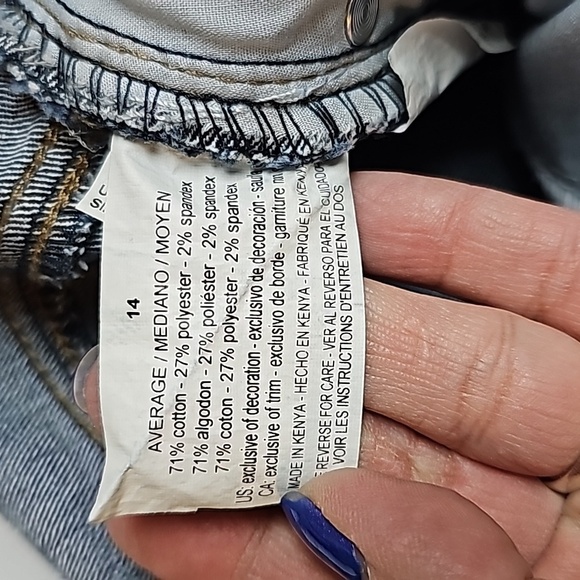 14
AVERAGE / MEDIANO / MOYEN
71% cotton - 27% polyester - 2% spandex
71% algodon - 27% poliéster - 2% spandex
71% coton - 27% polyester - 2% spandex
US: exclusive of decoration - exclusivo de decoración -
CA: exclusive of trim - exclusivo de borde - garniture
MADE IN KENYA - HECHO EN KENYA - FABRIQUÉ EN KENYA
REVERSE FOR CARE - VER AL REVERSO PARA EL CUIDADO
VOIR LES INSTRUCTIONS D'ENTRETIEN AU DOS